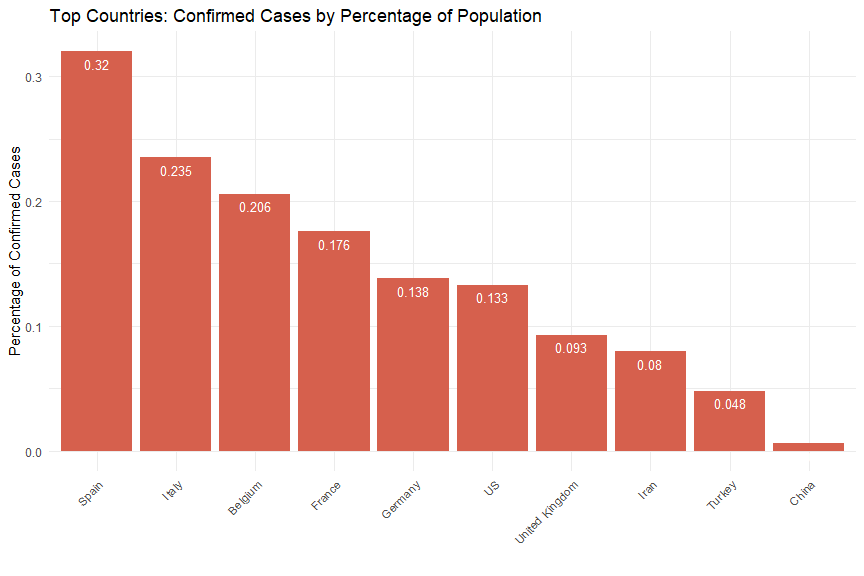 Top Countries: Confirmed Cases by Percentage of Population
Percentage of Confirmed Cases
0.3
0.2
0.1
0.0
0.32
0.235
0.206
0.176
0.138
0.133
0.093
0.08
0.048
Spain
Italy
Belgium
France
Germany
US
United Kingdom
Iran
Turkey
China